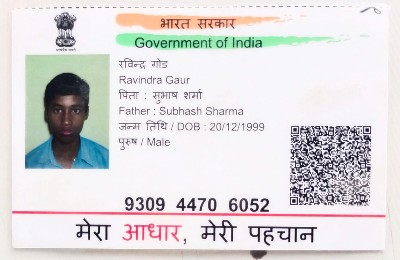 भारत सरकार
Government of India
रविन्द्र गोड
Ravindra Gaur
पिता : सुभाष शर्मा
Father : Subhash Sharma
जन्म तिथि / DOB : 20/12/1999
पुरुष / Male
9309 4470 6052
मेरा आधार, मेरी पहचान